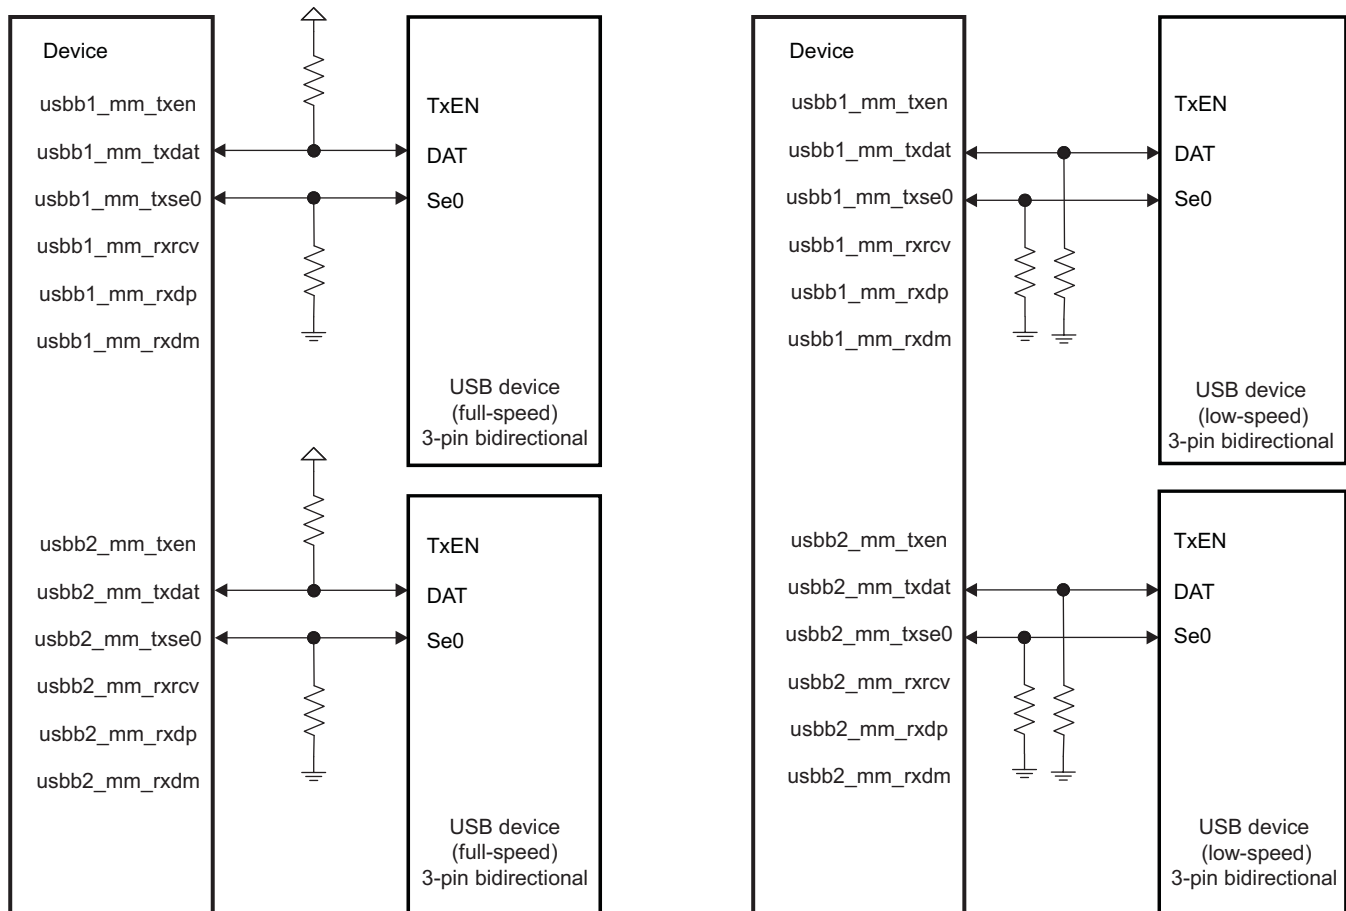 Device
usbb1_mm_txen
usbb1_mm_txdat
usbb1_mm_txse0
usbb1_mm_rxrcv
usbb1_mm_rxdp
usbb1_mm_rxdm
TxEN
DAT
Se0
USB device
(full-speed)
3-pin bidirectional
usbb2_mm_txen
usbb2_mm_txdat
usbb2_mm_txse0
usbb2_mm_rxrcv
usbb2_mm_rxdp
usbb2_mm_rxdm
TxEN
DAT
Se0
USB device
(full-speed)
3-pin bidirectional
Device
usbb1_mm_txen
usbb1_mm_txdat
usbb1_mm_txse0
usbb1_mm_rxrcv
usbb1_mm_rxdp
usbb1_mm_rxdm
TxEN
DAT
Se0
USB device
(low-speed)
3-pin bidirectional
usbb2_mm_txen
usbb2_mm_txdat
usbb2_mm_txse0
usbb2_mm_rxrcv
usbb2_mm_rxdp
usbb2_mm_rxdm
TxEN
DAT
Se0
USB device
(low-speed)
3-pin bidirectional